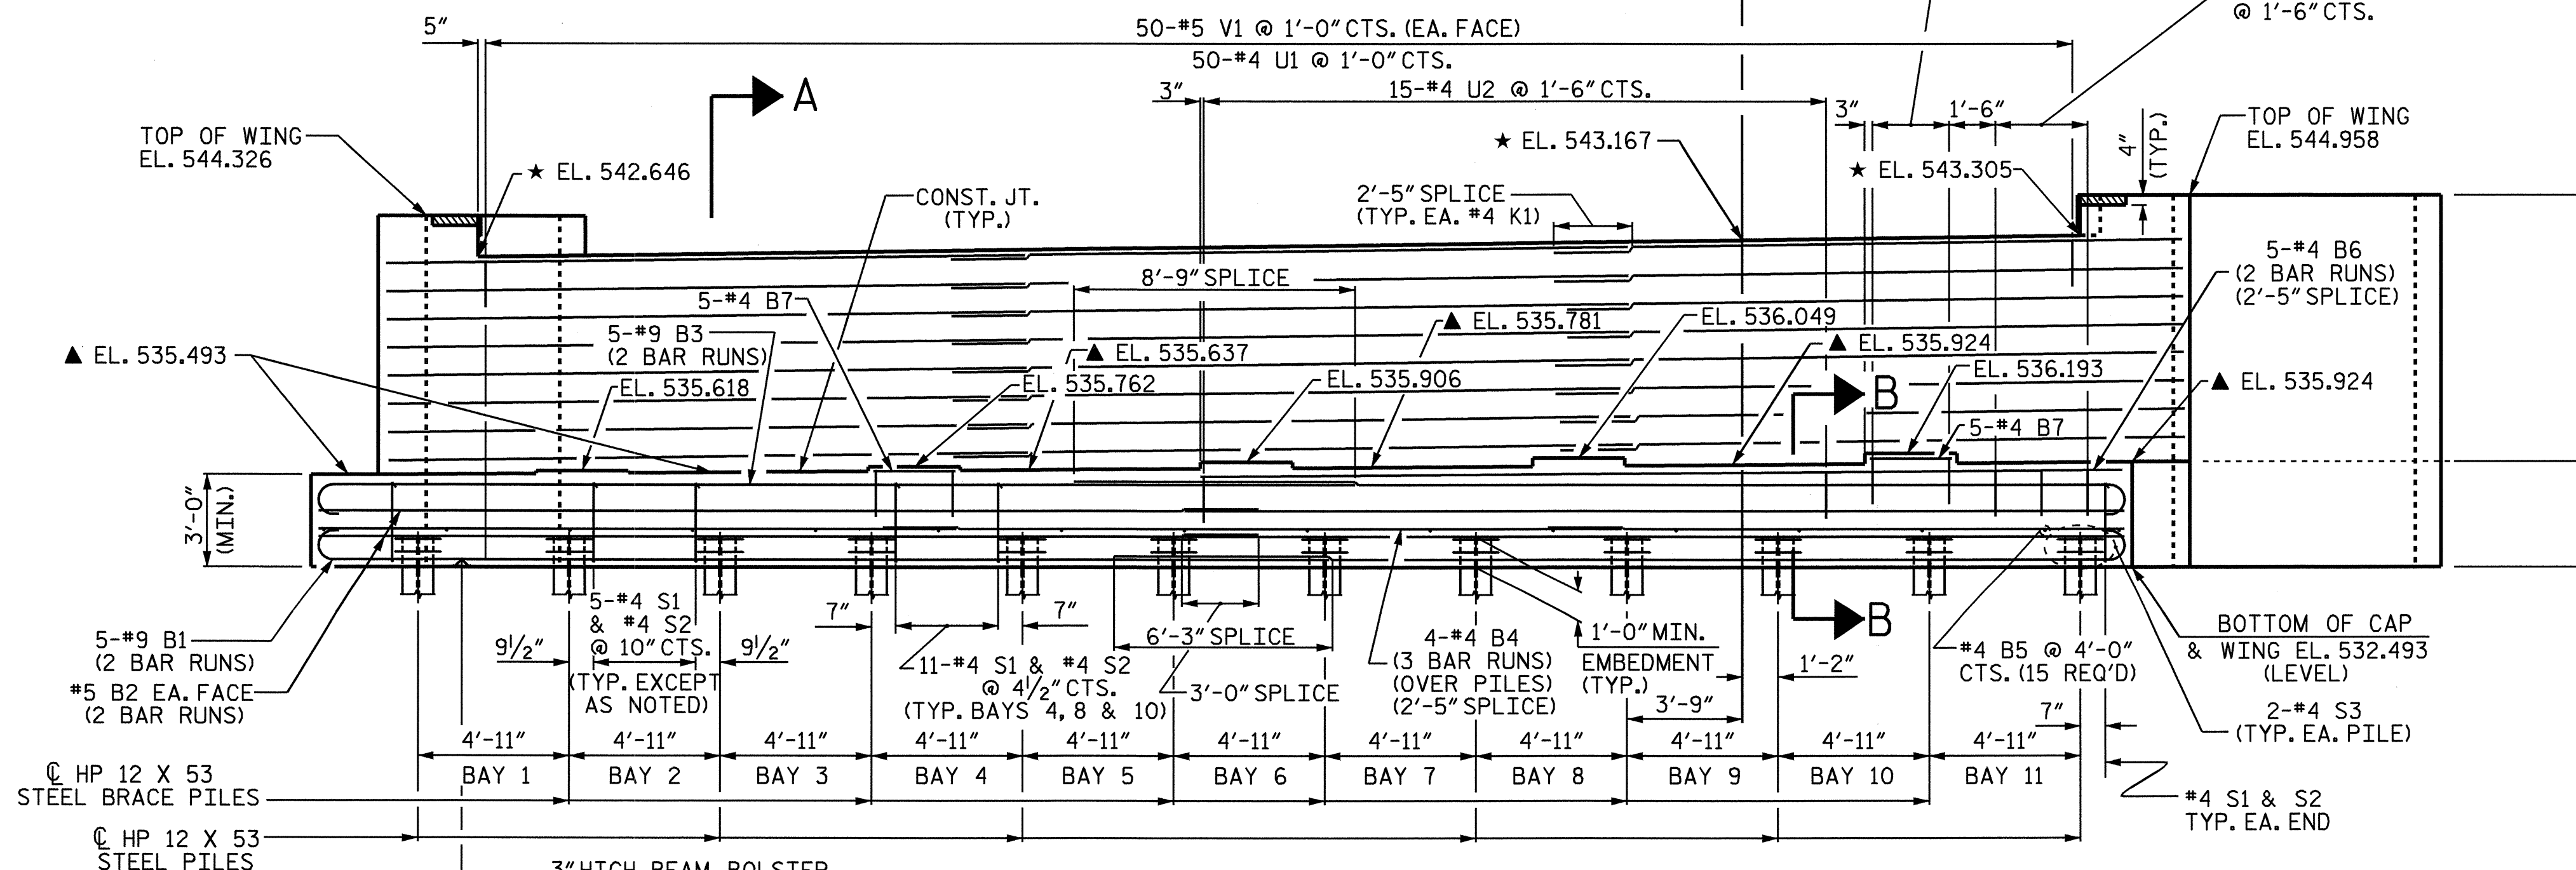 @ 1'-6" CTS.
5"
50-#5 V1 @ 1'-0" CTS. (EA. FACE)
50-#4 U1 @ 1'-0" CTS.
3"
15-#4 U2 @ 1'-6" CTS.
3"
1'-6"
4"
(TYP.)
A
TOP OF WING
EL. 544.326
★ EL. 542.646
CONST. JT.
(TYP.)
2'-5" SPLICE
(TYP. EA. #4 K1)
★ EL. 543.167
★ EL. 543.305
TOP OF WING
EL. 544.958
5-#4 B6
(2 BAR RUNS)
(2'-5" SPLICE)
8'-9" SPLICE
5-#4 B7
5-#9 B3
(2 BAR RUNS)
▲ EL. 535.493
EL. 535.618
▲ EL. 535.637
EL. 535.762
▲ EL. 535.781
EL. 535.906
EL. 536.049
▲ EL. 535.924
EL. 536.193
B
5-#4 B7
▲ EL. 535.924
3'-0"
(MIN.)
5-#9 B1
(2 BAR RUNS)
#5 B2 EA. FACE
(2 BAR RUNS)
9½"
5-#4 S1
& #4 S2
@ 10" CTS.
(TYP. EXCEPT
AS NOTED)
9½"
7"
11-#4 S1 & #4 S2
@ 4½" CTS.
(TYP. BAYS 4, 8 & 10)
7"
6'-3" SPLICE
3'-0" SPLICE
4-#4 B4
(3 BAR RUNS)
(OVER PILES)
(2'-5" SPLICE)
1'-0" MIN.
EMBEDMENT
(TYP.)
3'-9"
1'-2"
B
#4 B5 @ 4'-0"
CTS. (15 REQ'D)
BOTTOM OF CAP
& WING EL. 532.493
(LEVEL)
2-#4 S3
(TYP. EA. PILE)
7"
#4 S1 & S2
TYP. EA. END
4'-11" 4'-11" 4'-11" 4'-11" 4'-11" 4'-11" 4'-11" 4'-11" 4'-11" 4'-11" 4'-11"
BAY 1 BAY 2 BAY 3 BAY 4 BAY 5 BAY 6 BAY 7 BAY 8 BAY 9 BAY 10 BAY 11
℄ HP 12 X 53
STEEL BRACE PILES
℄ HP 12 X 53
STEEL PILES
3" HIGH BEAM BOLSTER